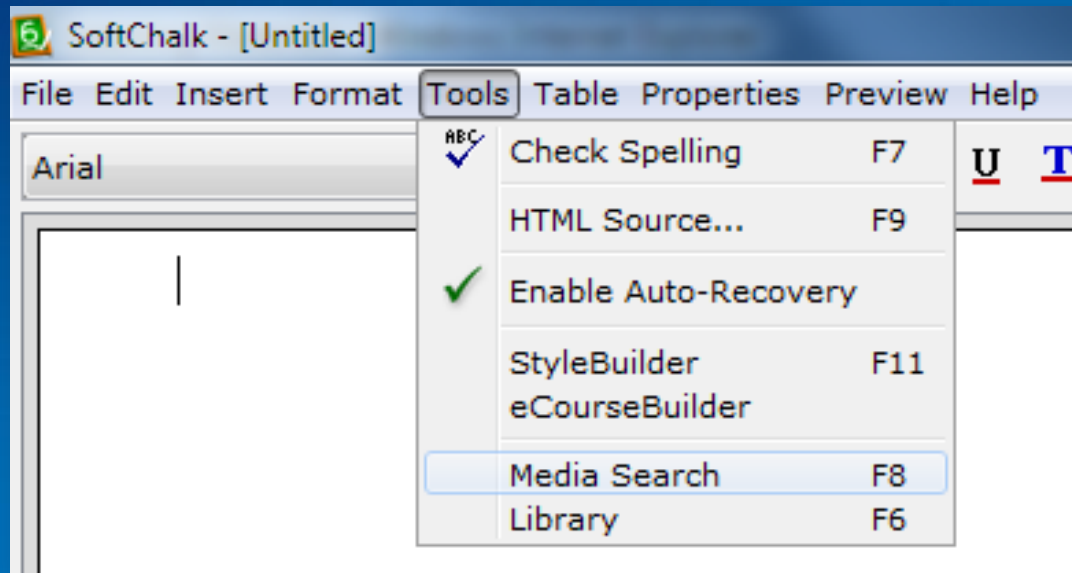 SoftChalk - [Untitled]
File Edit Insert Format Tools Table Properties Preview Help
Arial
ABC Check Spelling F7
U T
HTML Source... F9
Enable Auto-Recovery
StyleBuilder F11
eCourseBuilder
Media Search F8
Library F6